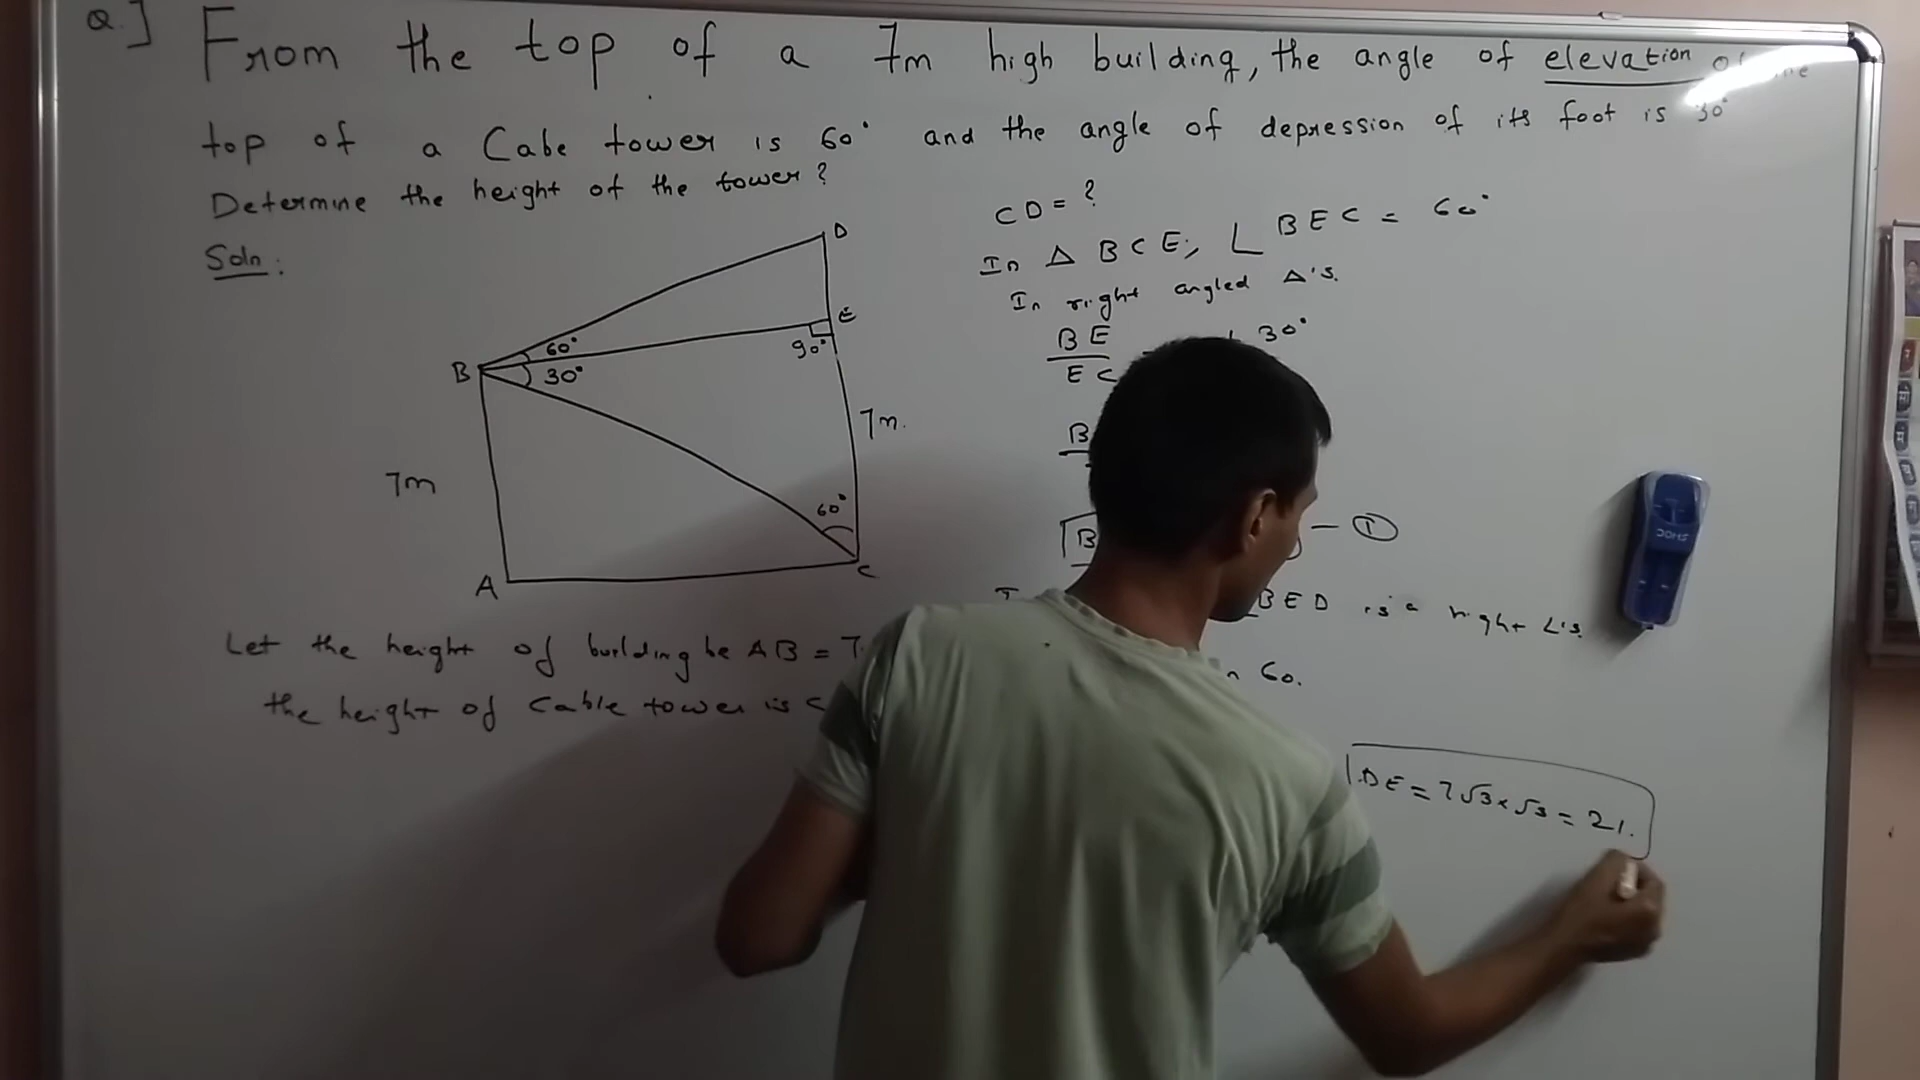 Q.] From the top of a 7m high building, the angle of elevation
top of a Cabe tower is 60° and the angle of depression of its foot is 30°
Determine the height of the tower?
Soln:
D
E
B
60°
30°
90°
7m.
7m
60°
A
C
Let the height of building be AB = 7
the height of Cable tower is C
CD = ?
In Δ BCE, ∠ BEC = 60°
In right angled Δ's.
BE
EC
30°
B
B
— ①
BED is a right ∠'s.
60.
DE = 7√3 × √3 = 21.
DOMS